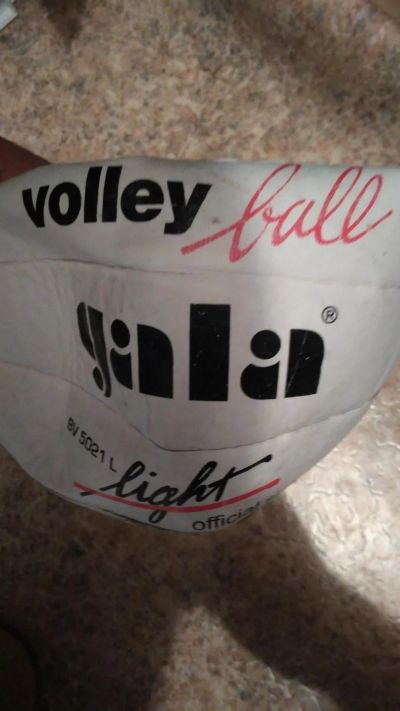 volley ball
gala ®
BV 5021 L
light
official